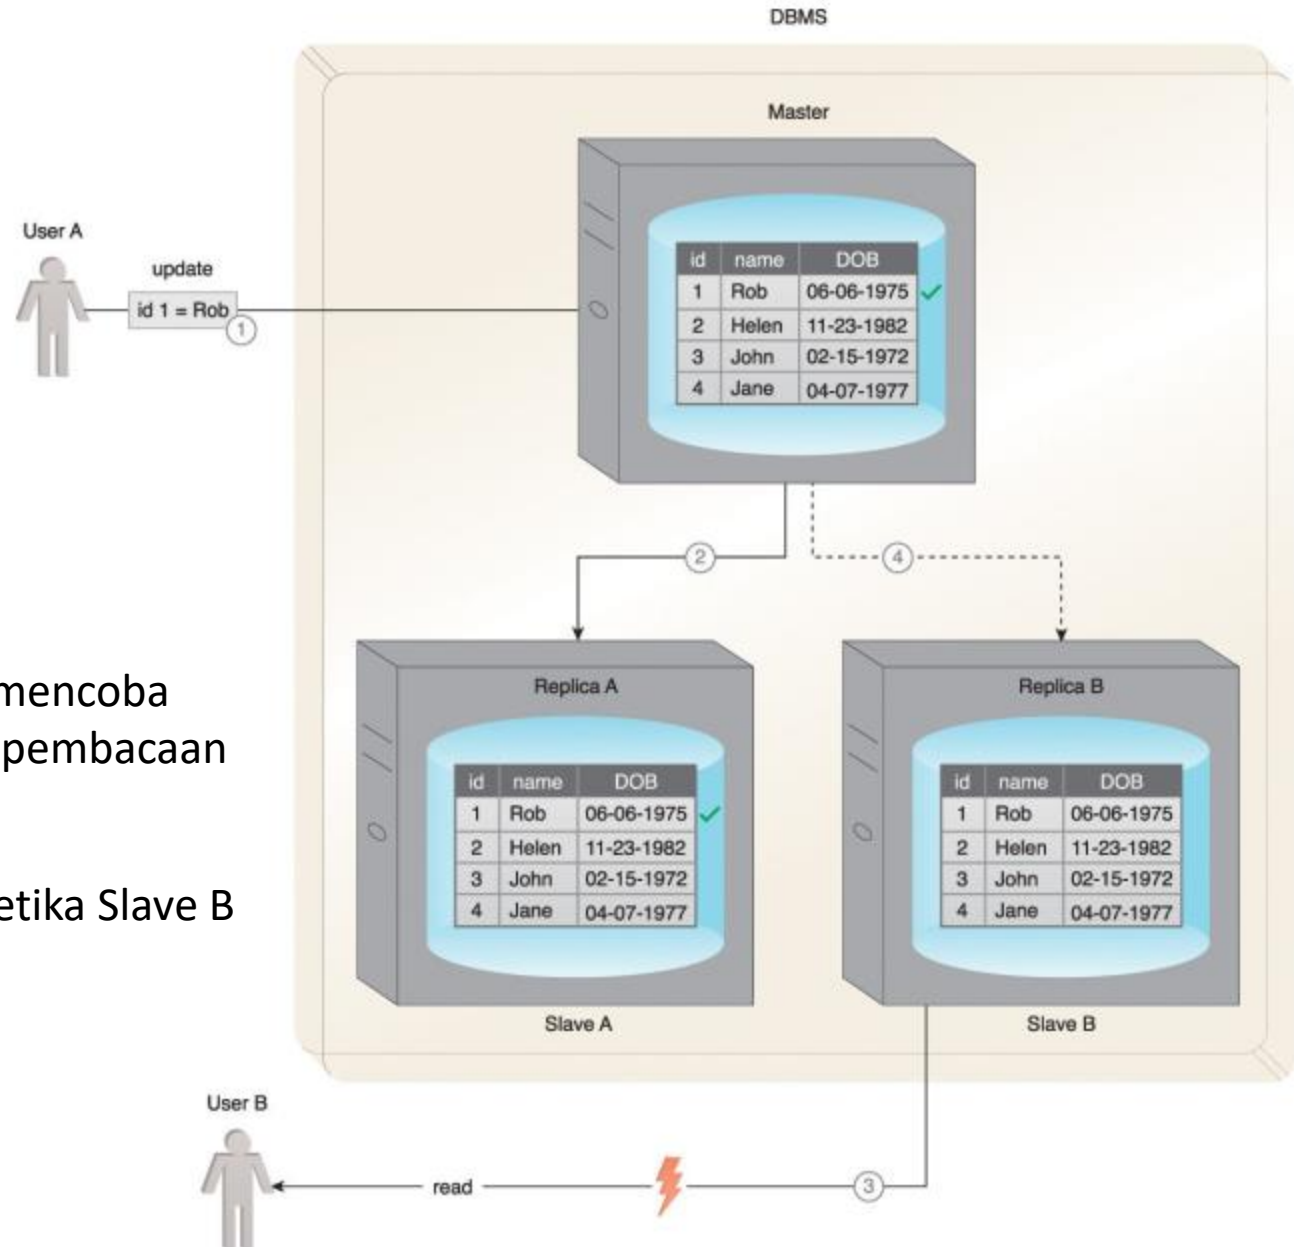 DBMS
Master
User A
update
id 1 = Rob
1
id name DOB
1 Rob 06-06-1975
2 Helen 11-23-1982
3 John 02-15-1972
4 Jane 04-07-1977
2
4
mencoba
pembacaan
etika Slave B
Replica A
id name DOB
1 Rob 06-06-1975
2 Helen 11-23-1982
3 John 02-15-1972
4 Jane 04-07-1977
Slave A
Replica B
id name DOB
1 Rob 06-06-1975
2 Helen 11-23-1982
3 John 02-15-1972
4 Jane 04-07-1977
Slave B
User B
read
3